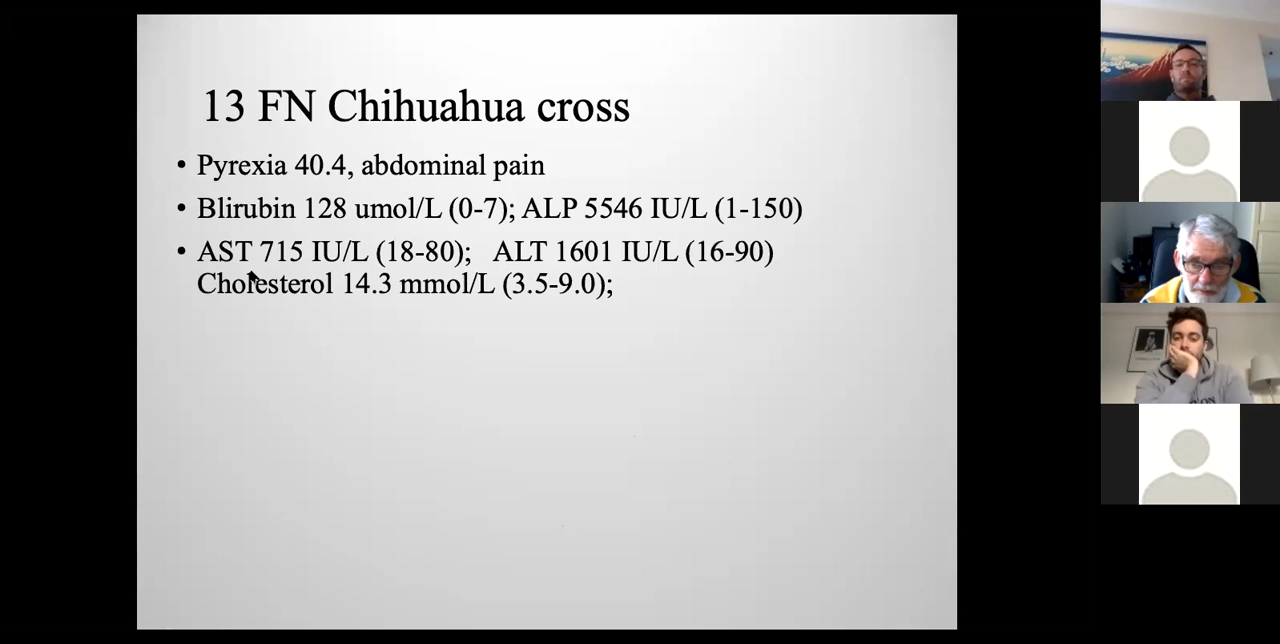 13 FN Chihuahua cross
• Pyrexia 40.4, abdominal pain
• Blirubin 128 umol/L (0-7); ALP 5546 IU/L (1-150)
• AST 715 IU/L (18-80); ALT 1601 IU/L (16-90)
Cholesterol 14.3 mmol/L (3.5-9.0);